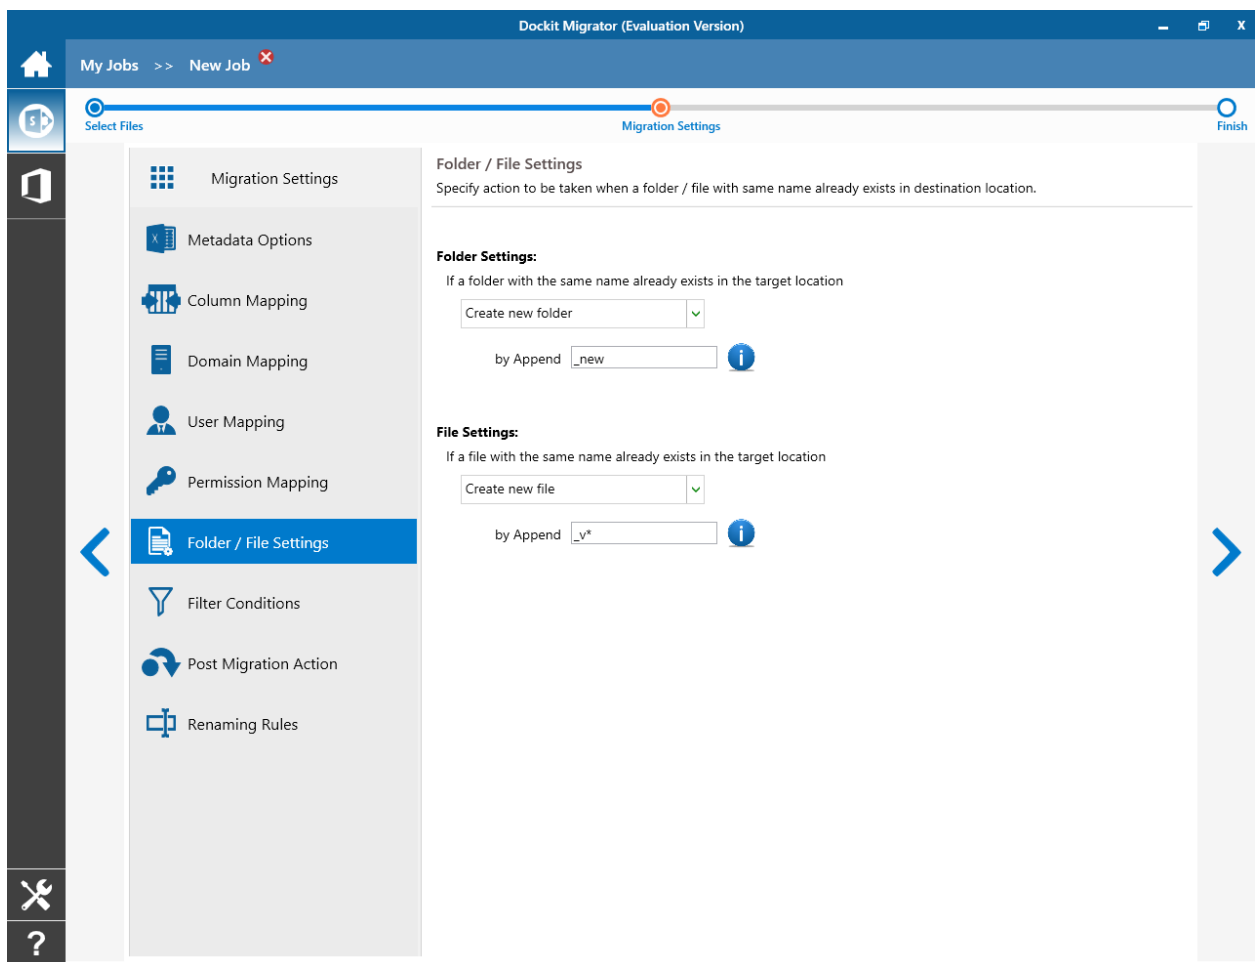 Dockit Migrator (Evaluation Version)
X
My Jobs >> New Job
Select Files
Migration Settings
Finish
Migration Settings
Metadata Options
Column Mapping
Domain Mapping
User Mapping
Permission Mapping
Folder / File Settings
Filter Conditions
Post Migration Action
Renaming Rules
Folder / File Settings
Specify action to be taken when a folder / file with same name already exists in destination location.
Folder Settings:
If a folder with the same name already exists in the target location
Create new folder
by Append _new
File Settings:
If a file with the same name already exists in the target location
Create new file
by Append _v*